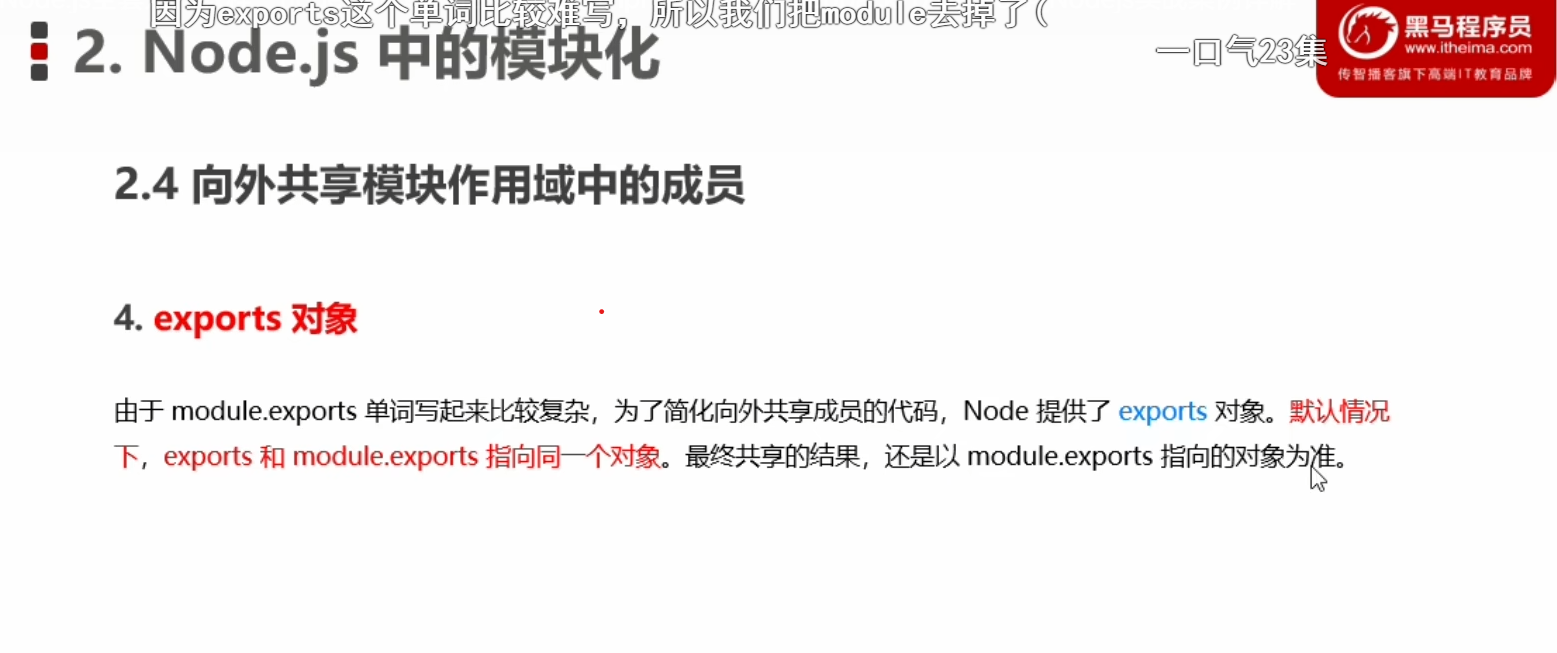 因为exports这个单词比较难写，所以我们把module去掉了（
2. Node.js 中的模块化
一口气23集
黑马程序员
www.itheima.com
传智播客旗下高端IT教育品牌
2.4 向外共享模块作用域中的成员
4. exports 对象
由于 module.exports 单词写起来比较复杂，为了简化向外共享成员的代码，Node 提供了 exports 对象。默认情况
下，exports 和 module.exports 指向同一个对象。最终共享的结果，还是以 module.exports 指向的对象为准。